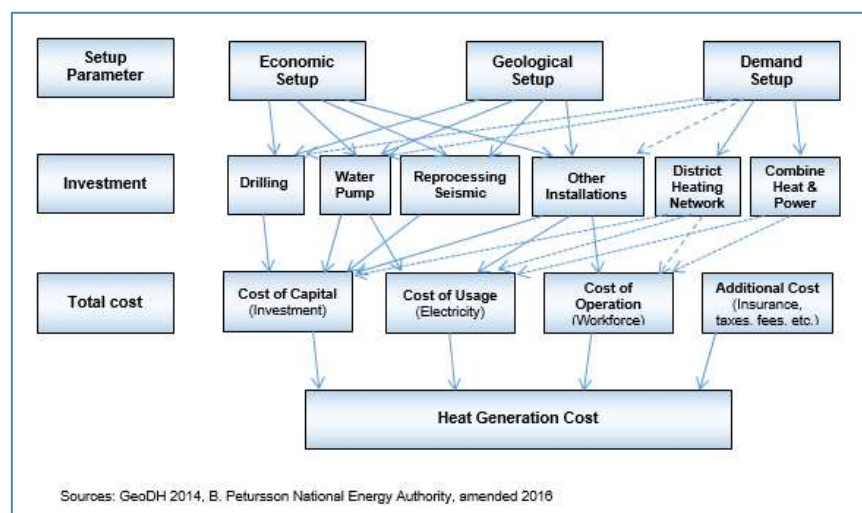 Setup
Parameter
Economic
Setup
Geological
Setup
Demand
Setup
Investment
Drilling
Water
Pump
Reprocessing
Seismic
Other
Installations
District
Heating
Network
Combine
Heat &
Power
Total cost
Cost of Capital
(Investment)
Cost of Usage
(Electricity)
Cost of
Operation
(Workforce)
Additional Cost
(Insurance,
taxes, fees, etc.)
Heat Generation Cost
Sources: GeoDH 2014, B. Petursson National Energy Authority, amended 2016